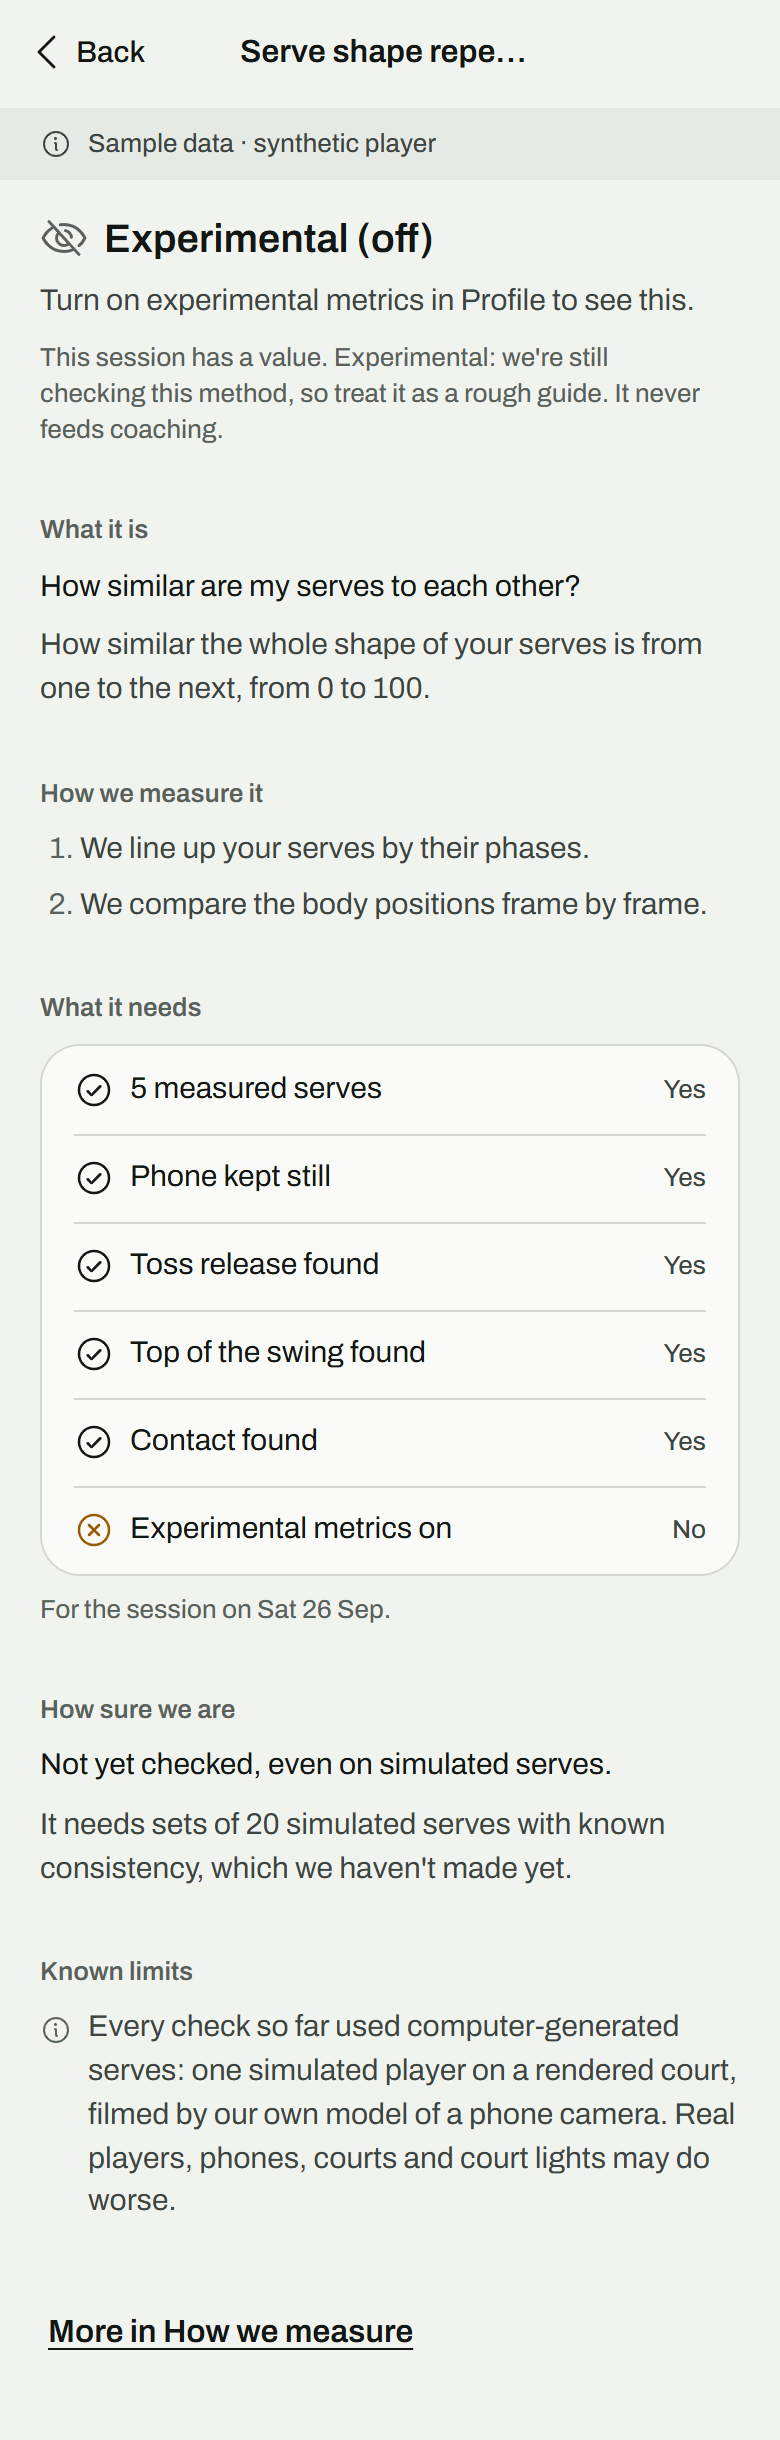 Back
Serve shape repe...
Sample data · synthetic player
Experimental (off)
Turn on experimental metrics in Profile to see this.
This session has a value. Experimental: we're still
checking this method, so treat it as a rough guide. It never
feeds coaching.
What it is
How similar are my serves to each other?
How similar the whole shape of your serves is from
one to the next, from 0 to 100.
How we measure it
1. We line up your serves by their phases.
2. We compare the body positions frame by frame.
What it needs
5 measured serves Yes
Phone kept still Yes
Toss release found Yes
Top of the swing found Yes
Contact found Yes
Experimental metrics on No
For the session on Sat 26 Sep.
How sure we are
Not yet checked, even on simulated serves.
It needs sets of 20 simulated serves with known
consistency, which we haven't made yet.
Known limits
Every check so far used computer-generated
serves: one simulated player on a rendered court,
filmed by our own model of a phone camera. Real
players, phones, courts and court lights may do
worse.
More in How we measure